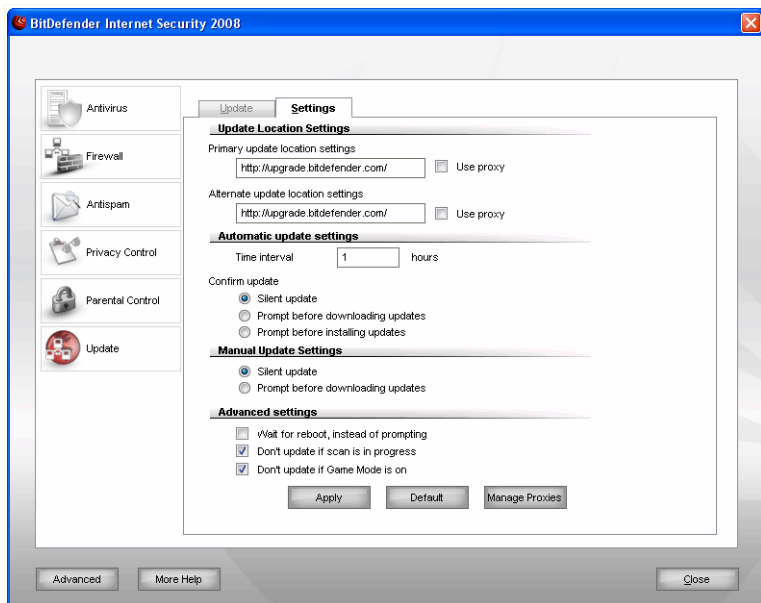 BitDefender Internet Security 2008
Antivirus
Firewall
Antispam
Privacy Control
Parental Control
Update
Update Settings
Update Location Settings
Primary update location settings
http://upgrade.bitdefender.com/ Use proxy
Alternate update location settings
http://upgrade.bitdefender.com/ Use proxy
Automatic update settings
Time interval 1 hours
Confirm update
Silent update
Prompt before downloading updates
Prompt before installing updates
Manual Update Settings
Silent update
Prompt before downloading updates
Advanced settings
Wait for reboot, instead of prompting
Don't update if scan is in progress
Don't update if Game Mode is on
Apply Default Manage Proxies
Advanced More Help Close